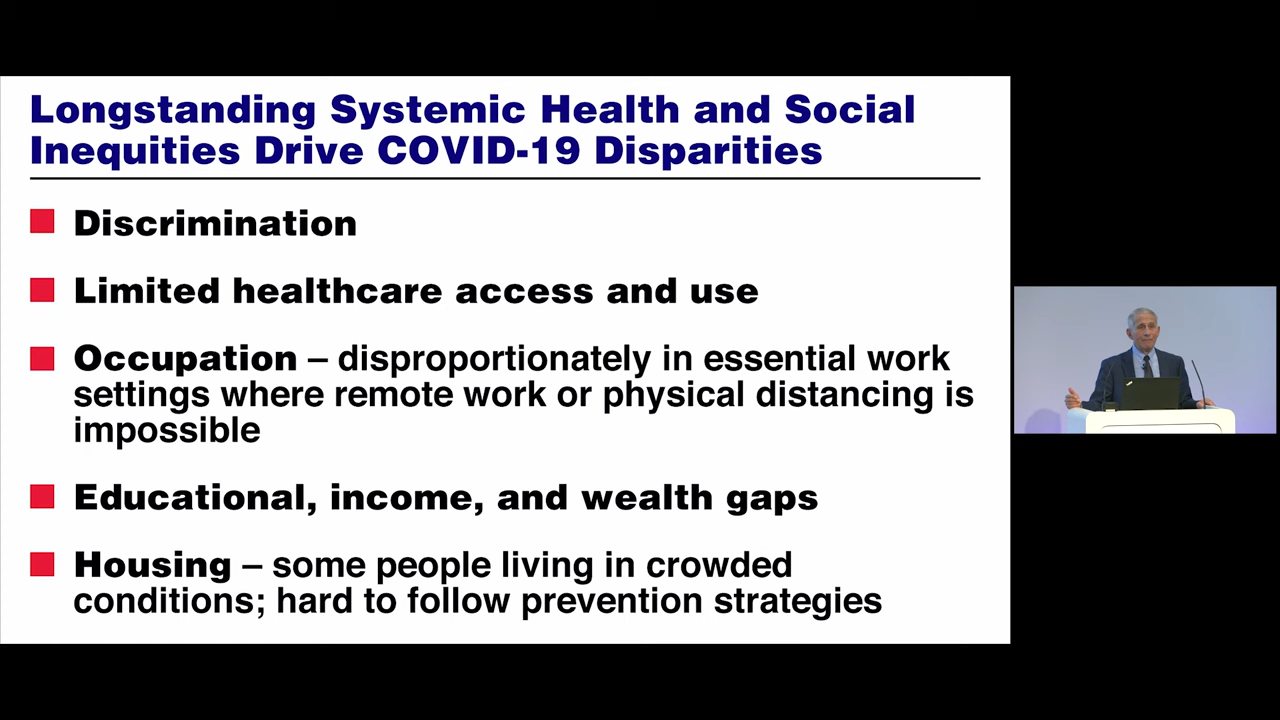 Longstanding Systemic Health and Social
Inequities Drive COVID-19 Disparities
Discrimination
Limited healthcare access and use
Occupation – disproportionately in essential work
settings where remote work or physical distancing is
impossible
Educational, income, and wealth gaps
Housing – some people living in crowded
conditions; hard to follow prevention strategies